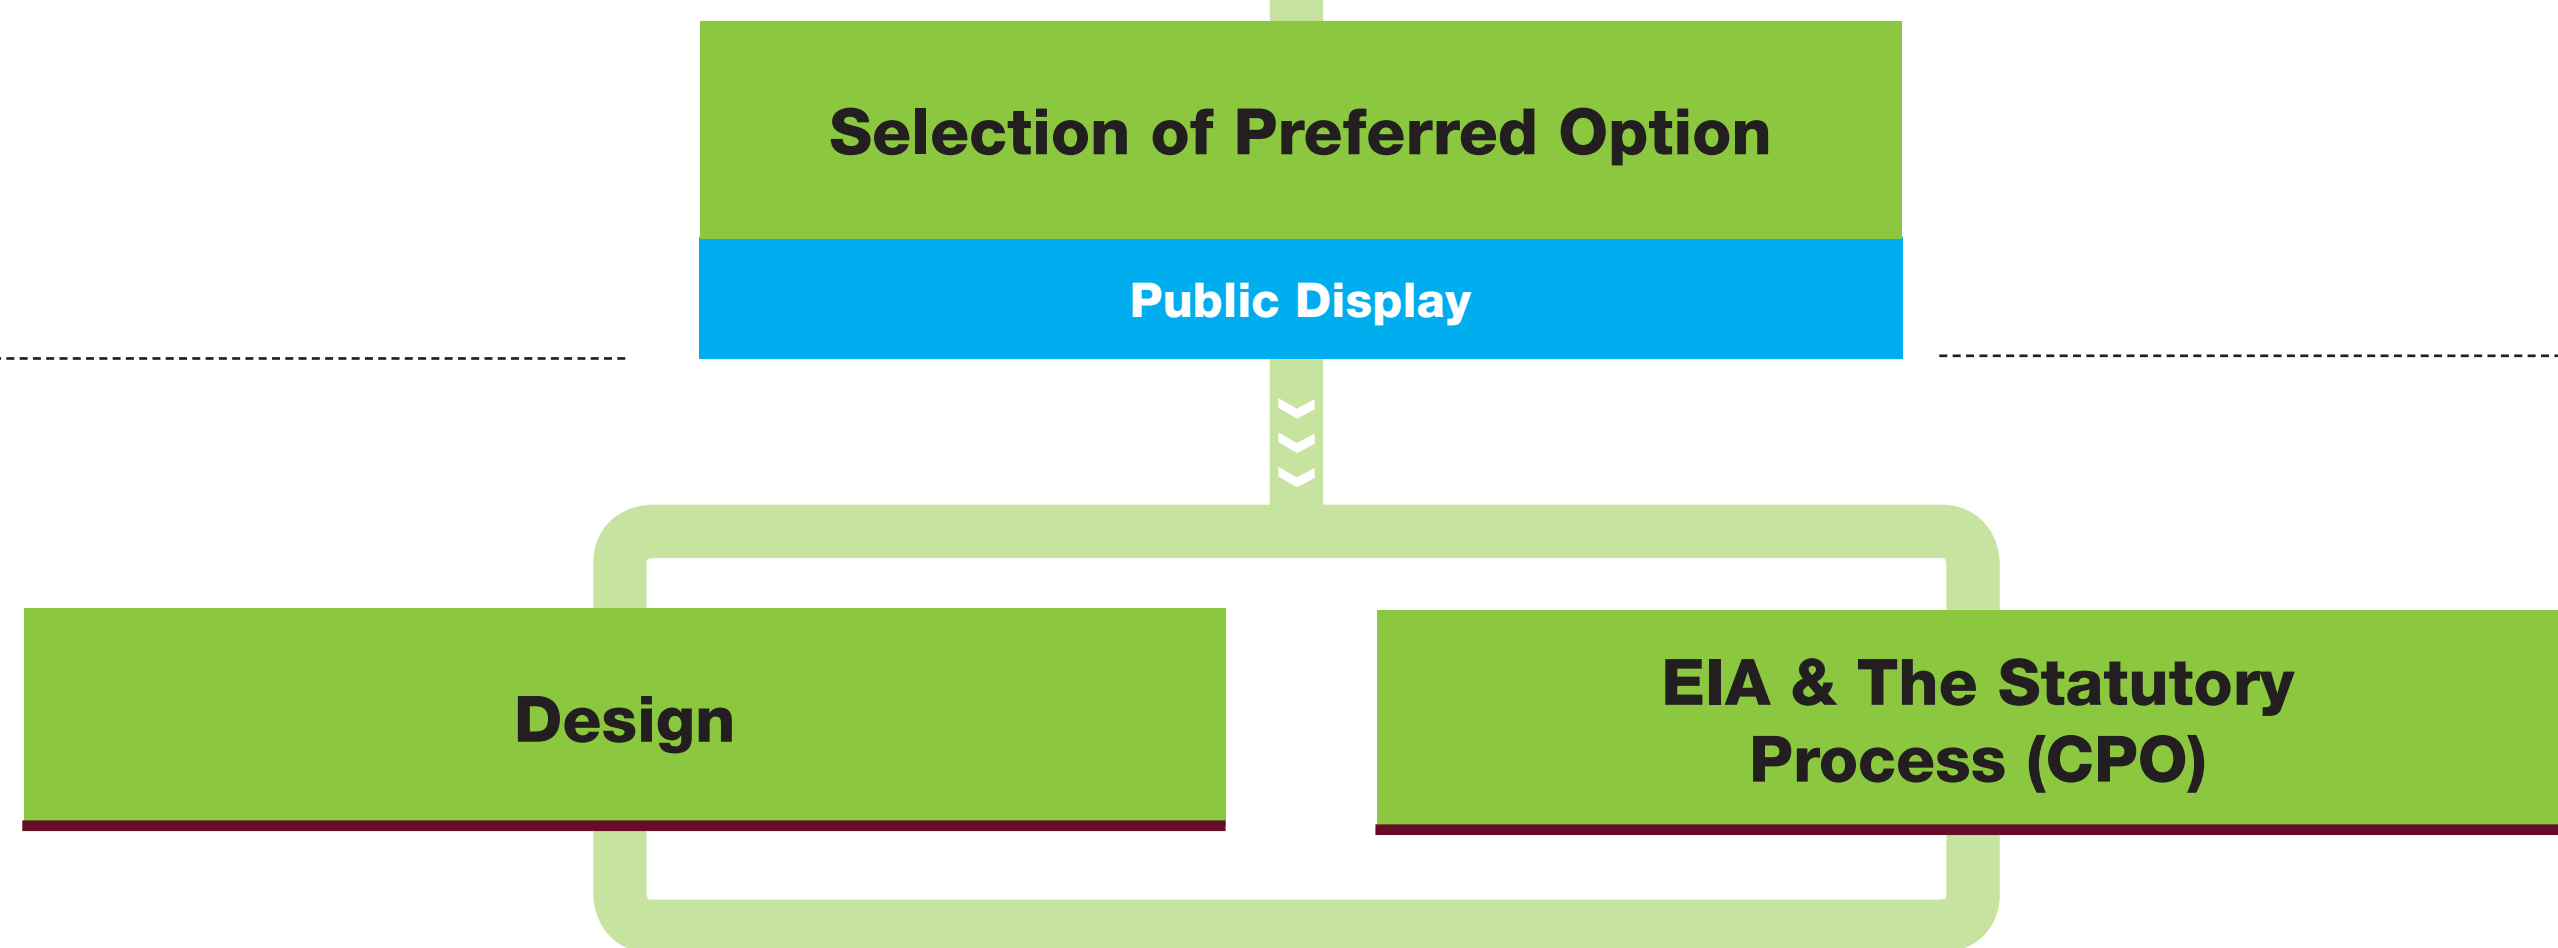 Selection of Preferred Option
Public Display
Design
EIA & The Statutory
Process (CPO)